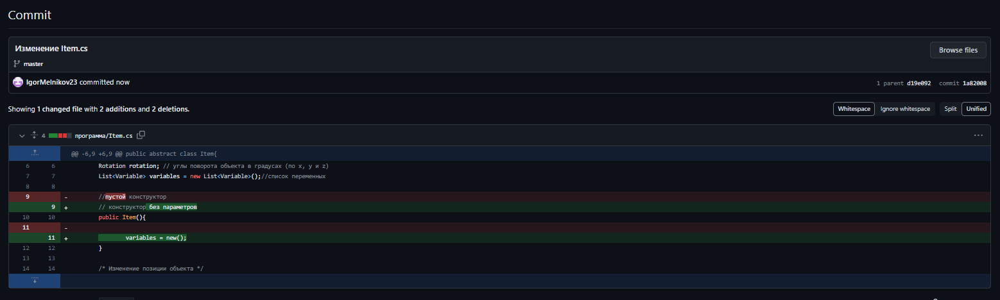 Commit
Изменение Item.cs
Browse files
master
IgorMelnikov23 committed now
1 parent d19e092 commit 1a82008
Showing 1 changed file with 2 additions and 2 deletions.
Whitespace Ignore whitespace Split Unified
4 программа/Item.cs
@@ -6,9 +6,9 @@ public abstract class Item{
6 6 Rotation rotation; // углы поворота объекта в градусах (по x, y и z)
7 7 List<Variable> variables = new List<Variable>();//список переменных
8 8
9 - //пустой конструктор
9 + // конструктор без параметров
10 10 public Item(){
11 -
11 + variables = new();
12 12 }
13 13
14 14 /* Изменение позиции объекта */